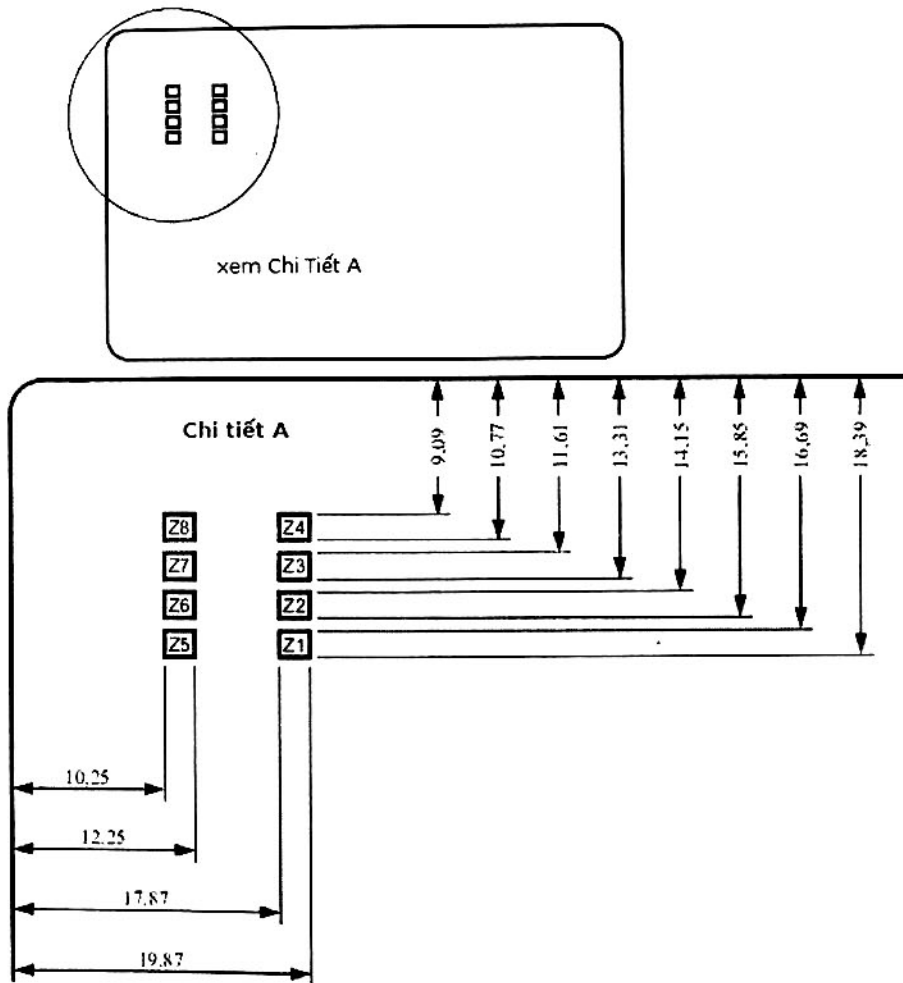 xem Chi Tiết A
Chi tiết A
9,09
10,77
11,61
13,31
14,15
15,85
16,69
18,39
Z8 Z4
Z7 Z3
Z6 Z2
Z5 Z1
10,25
12,25
17,87
19,87